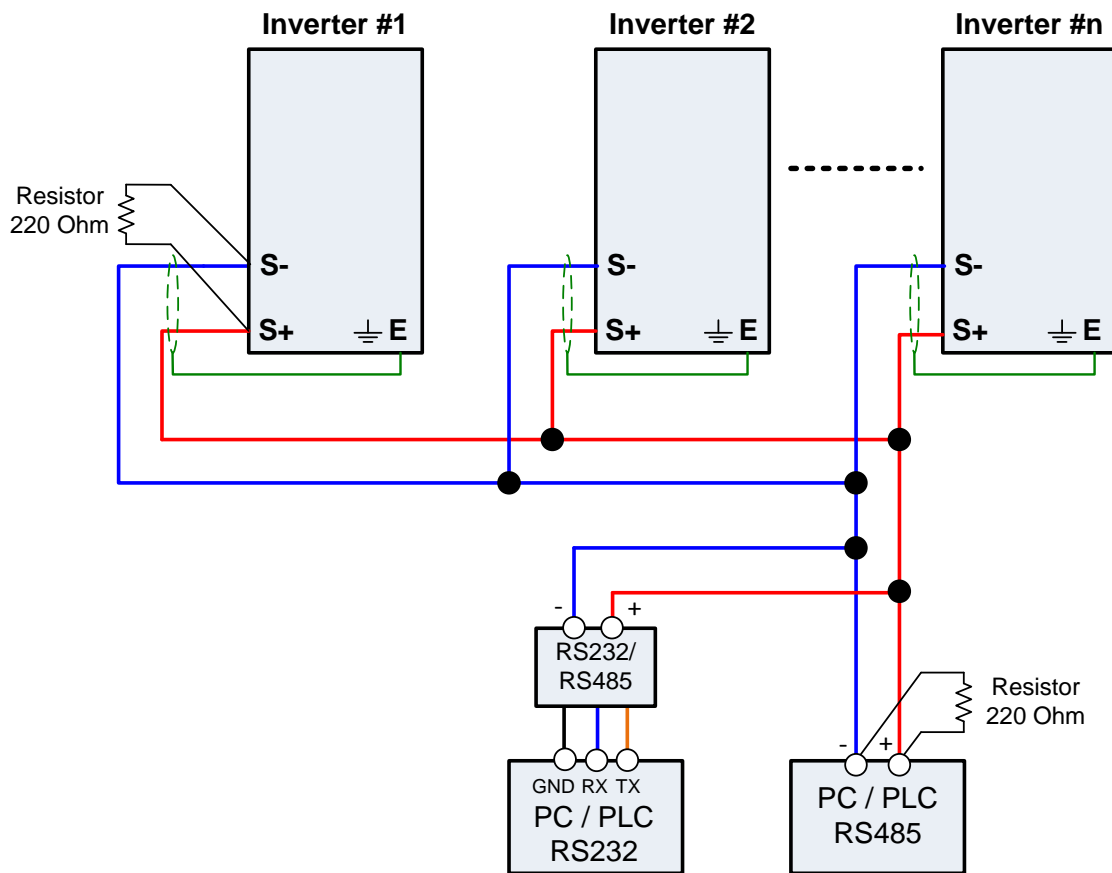 Inverter #1
Inverter #2
Inverter #n
Resistor
220 Ohm
S-
S+
E
S-
S+
E
S-
S+
E
-
+
RS232/
RS485
GND RX TX
PC / PLC
RS232
-
+
PC / PLC
RS485
Resistor
220 Ohm